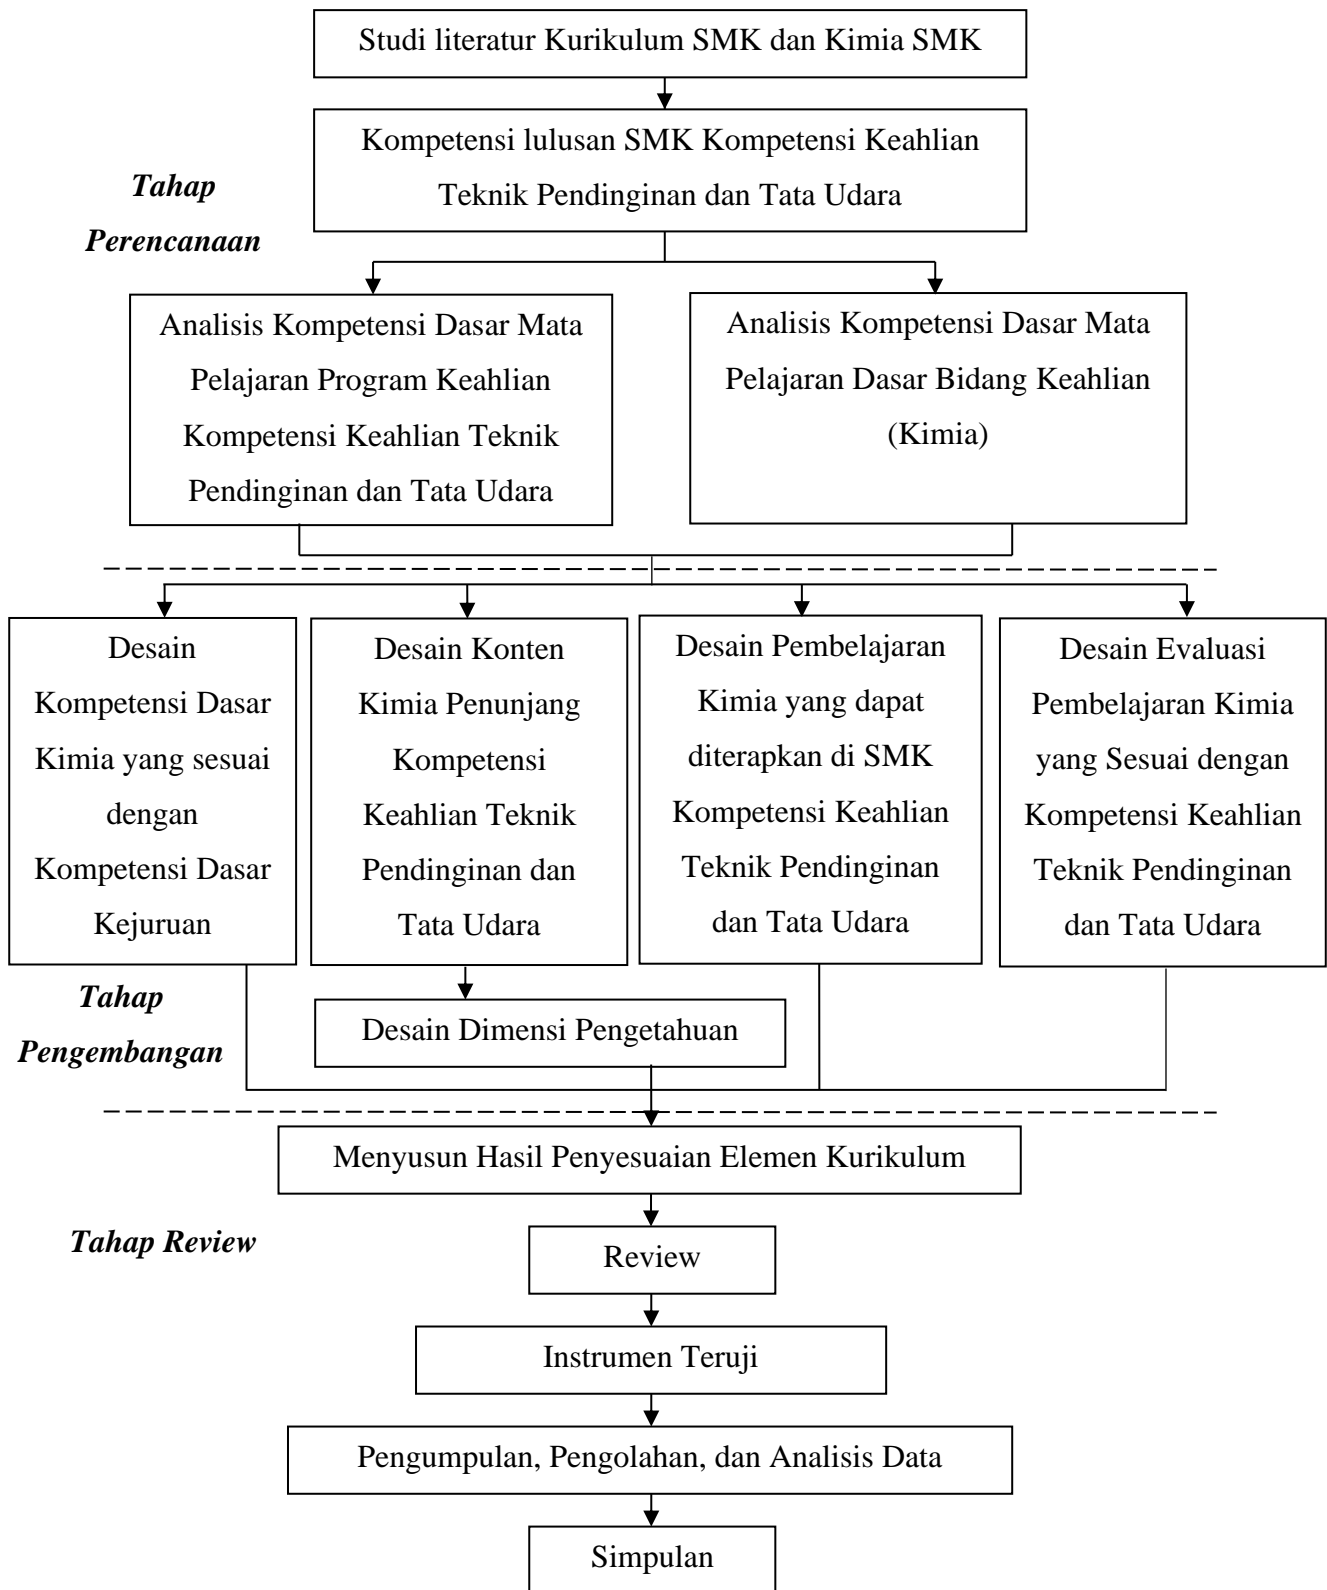 Studi literatur Kurikulum SMK dan Kimia SMK
Kompetensi lulusan SMK Kompetensi Keahlian
Teknik Pendinginan dan Tata Udara
Tahap
Perencanaan
Analisis Kompetensi Dasar Mata
Pelajaran Program Keahlian
Kompetensi Keahlian Teknik
Pendinginan dan Tata Udara
Analisis Kompetensi Dasar Mata
Pelajaran Dasar Bidang Keahlian
(Kimia)
Desain
Kompetensi Dasar
Kimia yang sesuai
dengan
Kompetensi Dasar
Kejuruan
Desain Konten
Kimia Penunjang
Kompetensi
Keahlian Teknik
Pendinginan dan
Tata Udara
Desain Pembelajaran
Kimia yang dapat
diterapkan di SMK
Kompetensi Keahlian
Teknik Pendinginan
dan Tata Udara
Desain Evaluasi
Pembelajaran Kimia
yang Sesuai dengan
Kompetensi Keahlian
Teknik Pendinginan
dan Tata Udara
Tahap
Pengembangan
Desain Dimensi Pengetahuan
Menyusun Hasil Penyesuaian Elemen Kurikulum
Tahap Review
Review
Instrumen Teruji
Pengumpulan, Pengolahan, dan Analisis Data
Simpulan